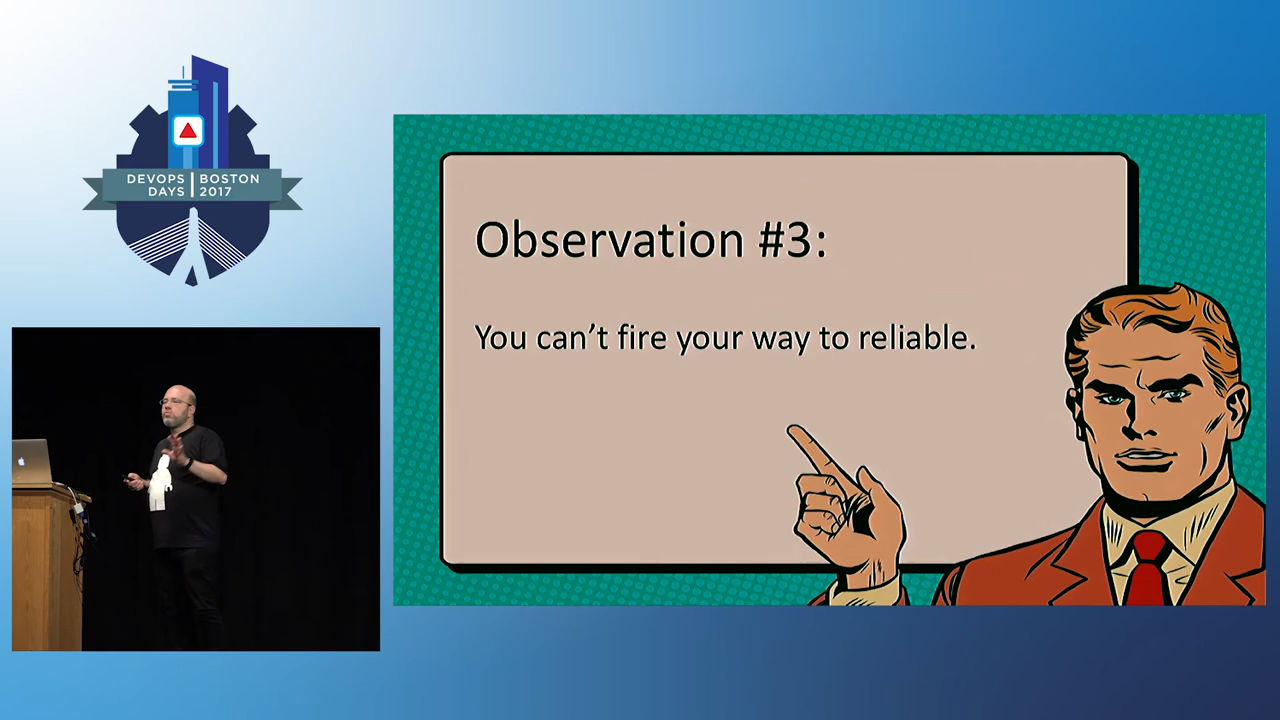 DEVOPS BOSTON
DAYS 2017
Observation #3:
You can’t fire your way to reliable.